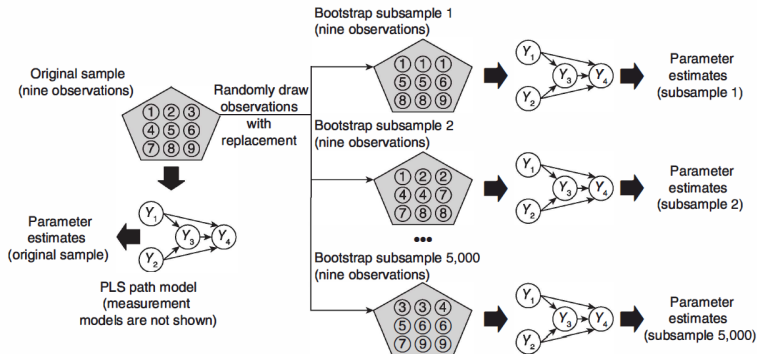 Original sample
(nine observations)
① ② ③
④ ⑤ ⑥
⑦ ⑧ ⑨
Randomly draw
observations
with
replacement
Parameter
estimates
(original sample)
Y1
Y2
Y3
Y4
PLS path model
(measurement
models are not shown)
Bootstrap subsample 1
(nine observations)
① ① ①
⑤ ⑤ ⑥
⑧ ⑧ ⑨
Y1
Y2
Y3
Y4
Parameter
estimates
(subsample 1)
Bootstrap subsample 2
(nine observations)
① ② ②
④ ④ ⑦
⑦ ⑧ ⑧
Y1
Y2
Y3
Y4
Parameter
estimates
(subsample 2)
•••
Bootstrap subsample 5,000
(nine observations)
③ ③ ④
⑤ ⑥ ⑥
⑦ ⑨ ⑨
Y1
Y2
Y3
Y4
Parameter
estimates
(subsample 5,000)